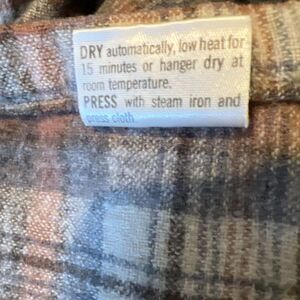 DRY automatically, low heat for
15 minutes or hanger dry at
room temperature.
PRESS with steam iron and
press cloth